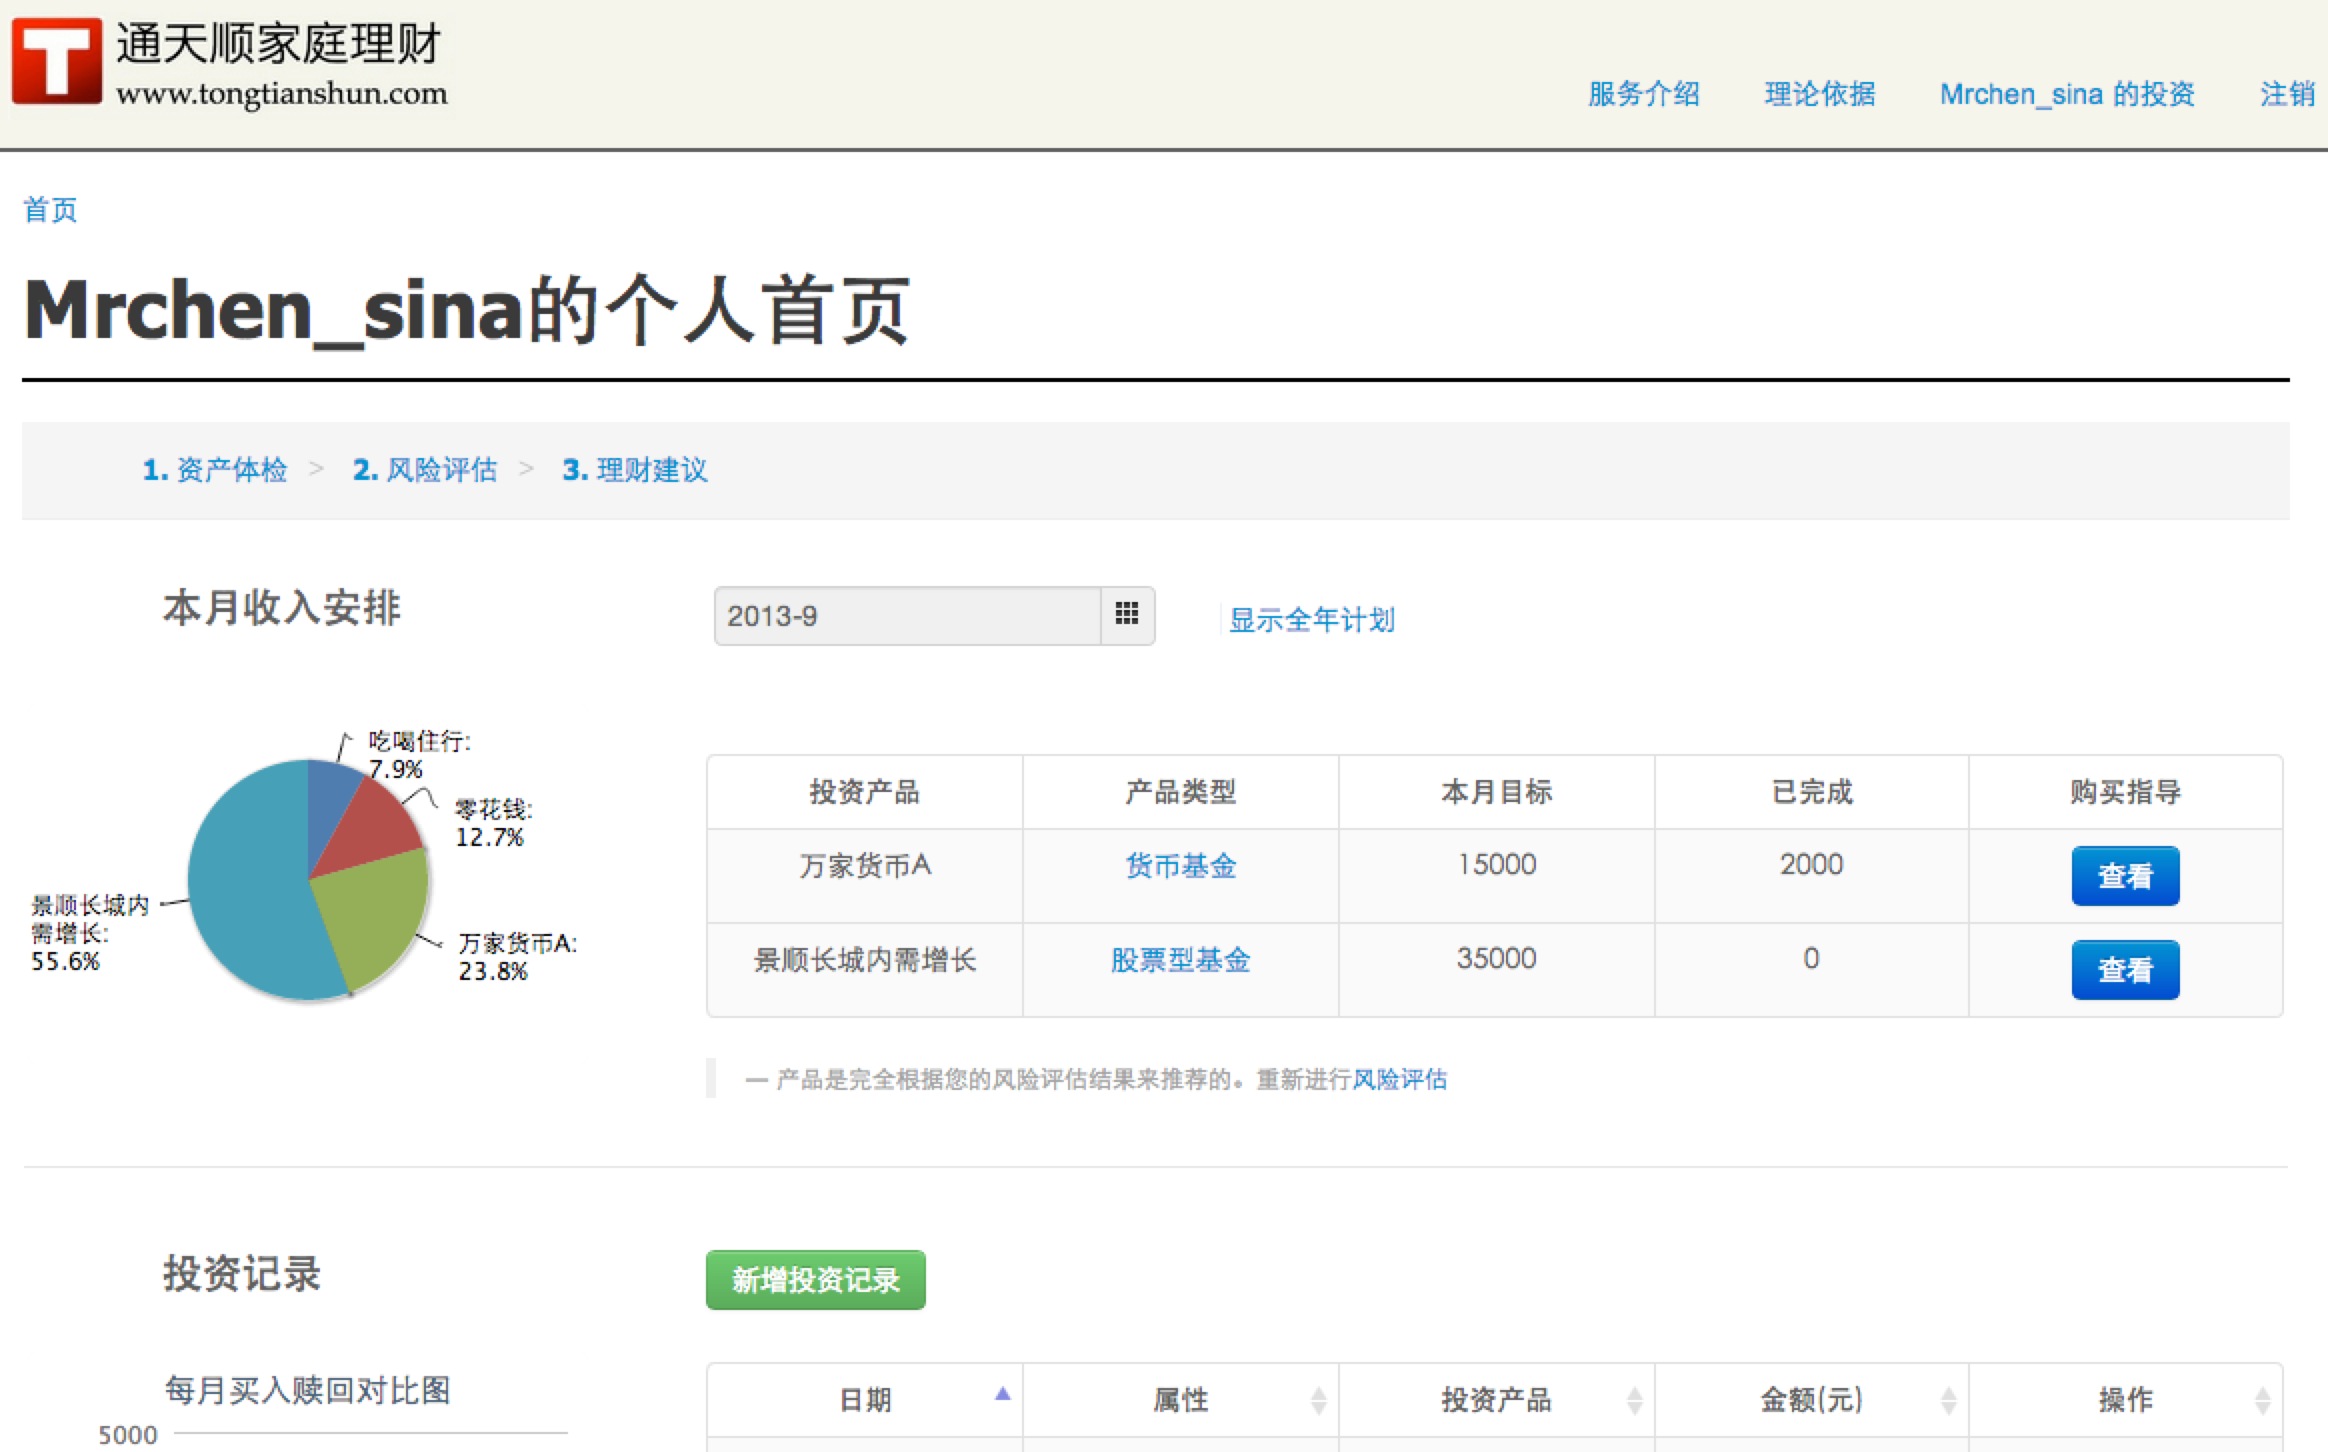 通天顺家庭理财
www.tongtianshun.com
服务介绍 理论依据 Mrchen_sina 的投资 注销
首页
Mrchen_sina的个人首页
1. 资产体检 > 2. 风险评估 > 3. 理财建议
本月收入安排
2013-9
显示全年计划
吃喝住行:
7.9%
零花钱:
12.7%
景顺长城内
需增长:
55.6%
万家货币A:
23.8%
投资产品 产品类型 本月目标 已完成 购买指导
万家货币A 货币基金 15000 2000 查看
景顺长城内需增长 股票型基金 35000 0 查看
— 产品是完全根据您的风险评估结果来推荐的。重新进行风险评估
投资记录
新增投资记录
每月买入赎回对比图
5000
日期 属性 投资产品 金额(元) 操作